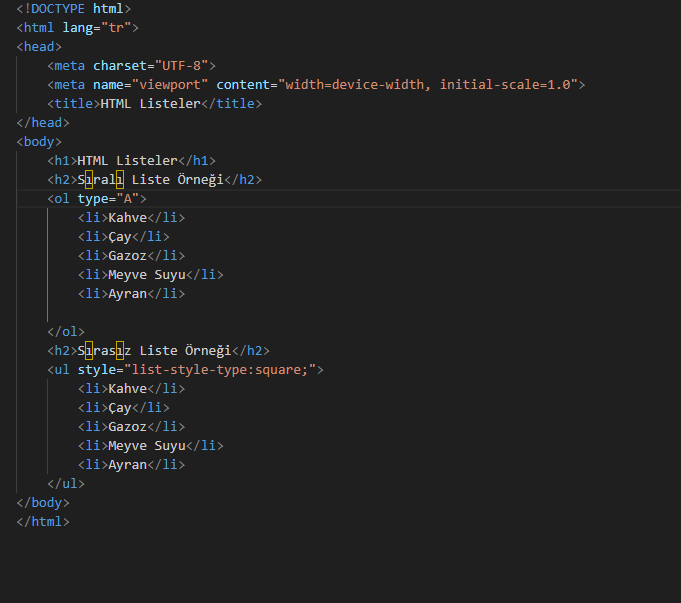 <!DOCTYPE html>
<html lang="tr">
<head>
    <meta charset="UTF-8">
    <meta name="viewport" content="width=device-width, initial-scale=1.0">
    <title>HTML Listeler</title>
</head>
<body>
    <h1>HTML Listeler</h1>
    <h2>Sıralı Liste Örneği</h2>
    <ol type="A">
        <li>Kahve</li>
        <li>Çay</li>
        <li>Gazoz</li>
        <li>Meyve Suyu</li>
        <li>Ayran</li>
    </ol>
    <h2>Sırasız Liste Örneği</h2>
    <ul style="list-style-type:square;">
        <li>Kahve</li>
        <li>Çay</li>
        <li>Gazoz</li>
        <li>Meyve Suyu</li>
        <li>Ayran</li>
    </ul>
</body>
</html>